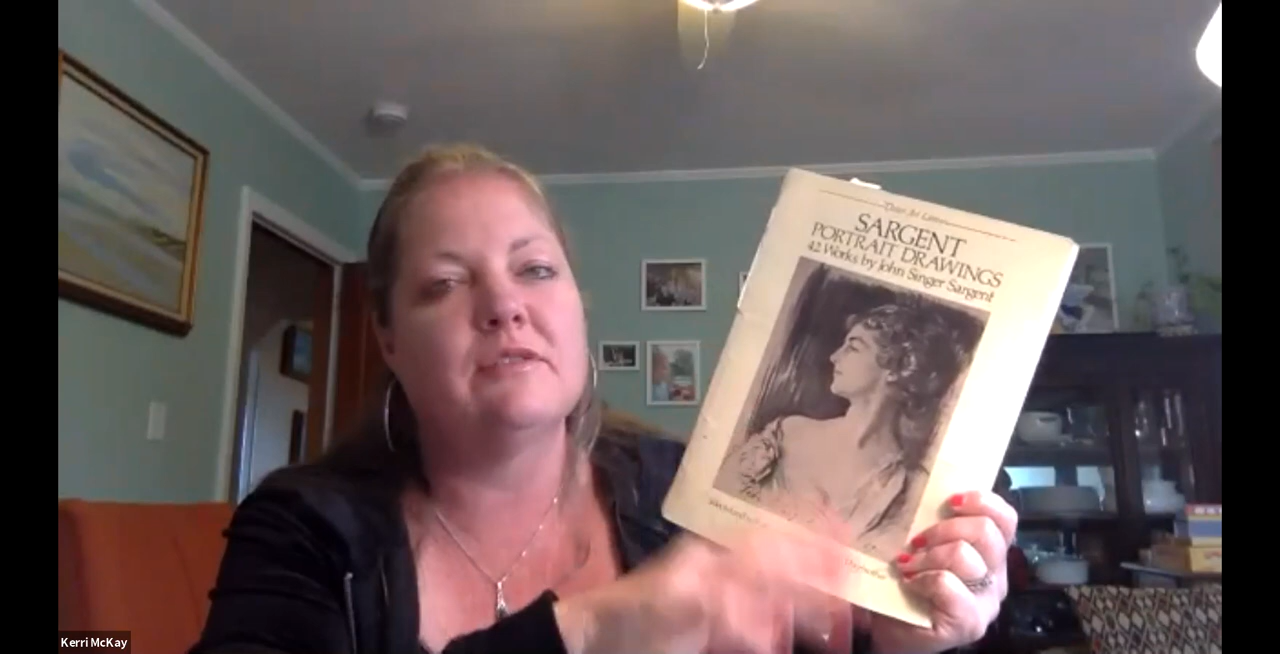 Dover Art Library
SARGENT
PORTRAIT DRAWINGS
42 Works by John Singer Sargent
Kerri McKay